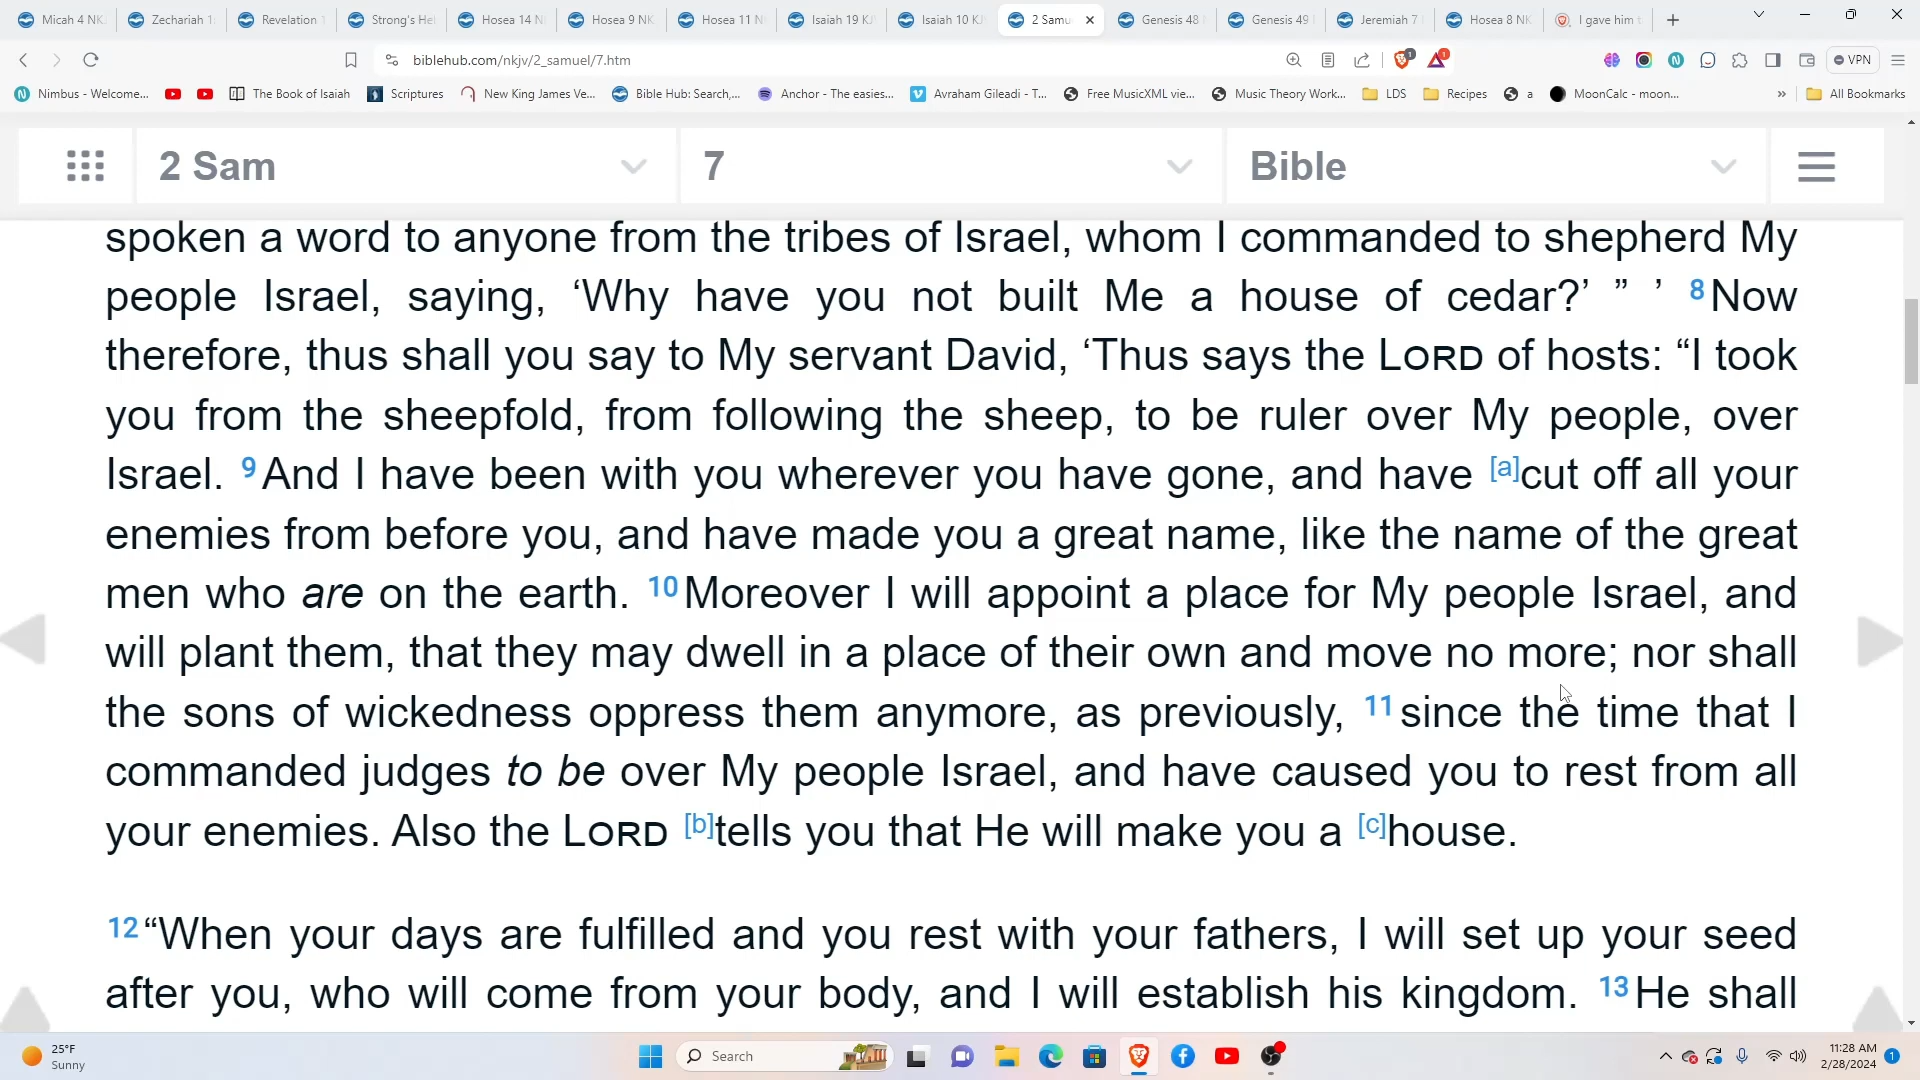 Micah 4 NK
Zechariah 1
Revelation 1
Strong's He
Hosea 14 N
Hosea 9 NK
Hosea 11 N
Isaiah 19 KJ
Isaiah 10 KJ
2 Samu
Genesis 48
Genesis 49
Jeremiah 7
Hosea 8 NK
I gave him t
biblehub.com/nkjv/2_samuel/7.htm
1
1
VPN
Nimbus - Welcome...
The Book of Isaiah
Scriptures
New King James Ve...
Bible Hub: Search,...
Anchor - The easies...
Avraham Gileadi - T...
Free MusicXML vie...
Music Theory Work...
LDS
Recipes
a
MoonCalc - moon...
»
All Bookmarks
2 Sam
7
Bible
spoken a word to anyone from the tribes of Israel, whom I commanded to shepherd My
people Israel, saying, ‘Why have you not built Me a house of cedar?’ ” ’ 8 Now
therefore, thus shall you say to My servant David, ‘Thus says the LORD of hosts: “I took
you from the sheepfold, from following the sheep, to be ruler over My people, over
Israel. 9 And I have been with you wherever you have gone, and have [a]cut off all your
enemies from before you, and have made you a great name, like the name of the great
men who are on the earth. 10 Moreover I will appoint a place for My people Israel, and
will plant them, that they may dwell in a place of their own and move no more; nor shall
the sons of wickedness oppress them anymore, as previously, 11 since the time that I
commanded judges to be over My people Israel, and have caused you to rest from all
your enemies. Also the LORD [b]tells you that He will make you a [c]house.
12 “When your days are fulfilled and you rest with your fathers, I will set up your seed
after you, who will come from your body, and I will establish his kingdom. 13 He shall
25°F
Sunny
Search
11:28 AM
2/28/2024
1